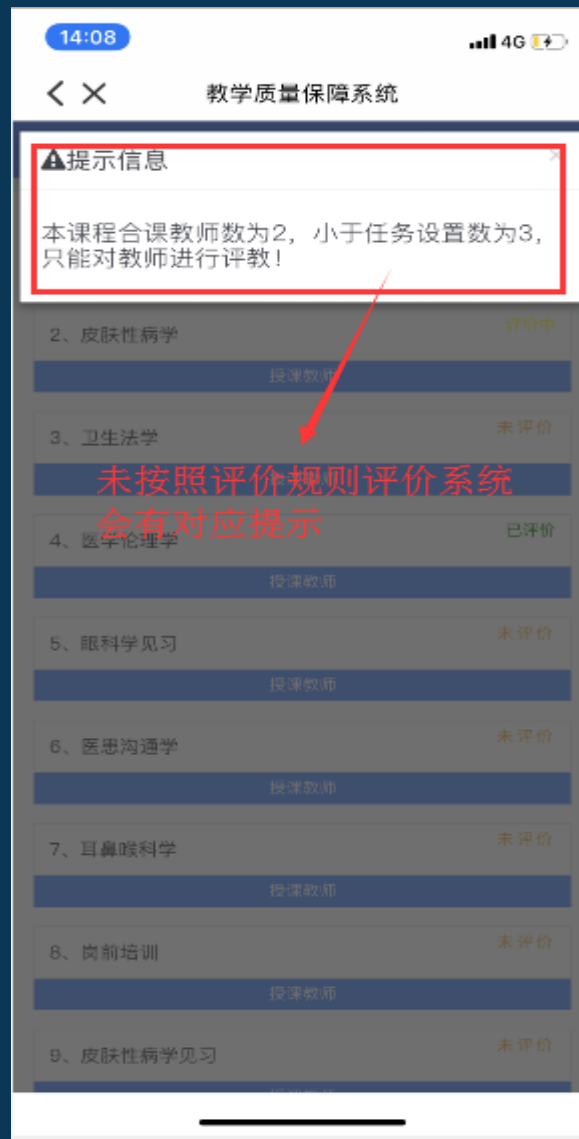 14:08
4G
教学质量保障系统
提示信息
×
本课程合课教师数为2，小于任务设置数为3，
只能对教师进行评教！
2、皮肤性病学
评价中
授课教师
3、卫生法学
未评价
未按照评价规则评价系统
会有对应提示
4、医学伦理学
已评价
授课教师
5、眼科学见习
未评价
授课教师
6、医患沟通学
未评价
授课教师
7、耳鼻喉科学
未评价
授课教师
8、岗前培训
未评价
授课教师
9、皮肤性病学见习
未评价